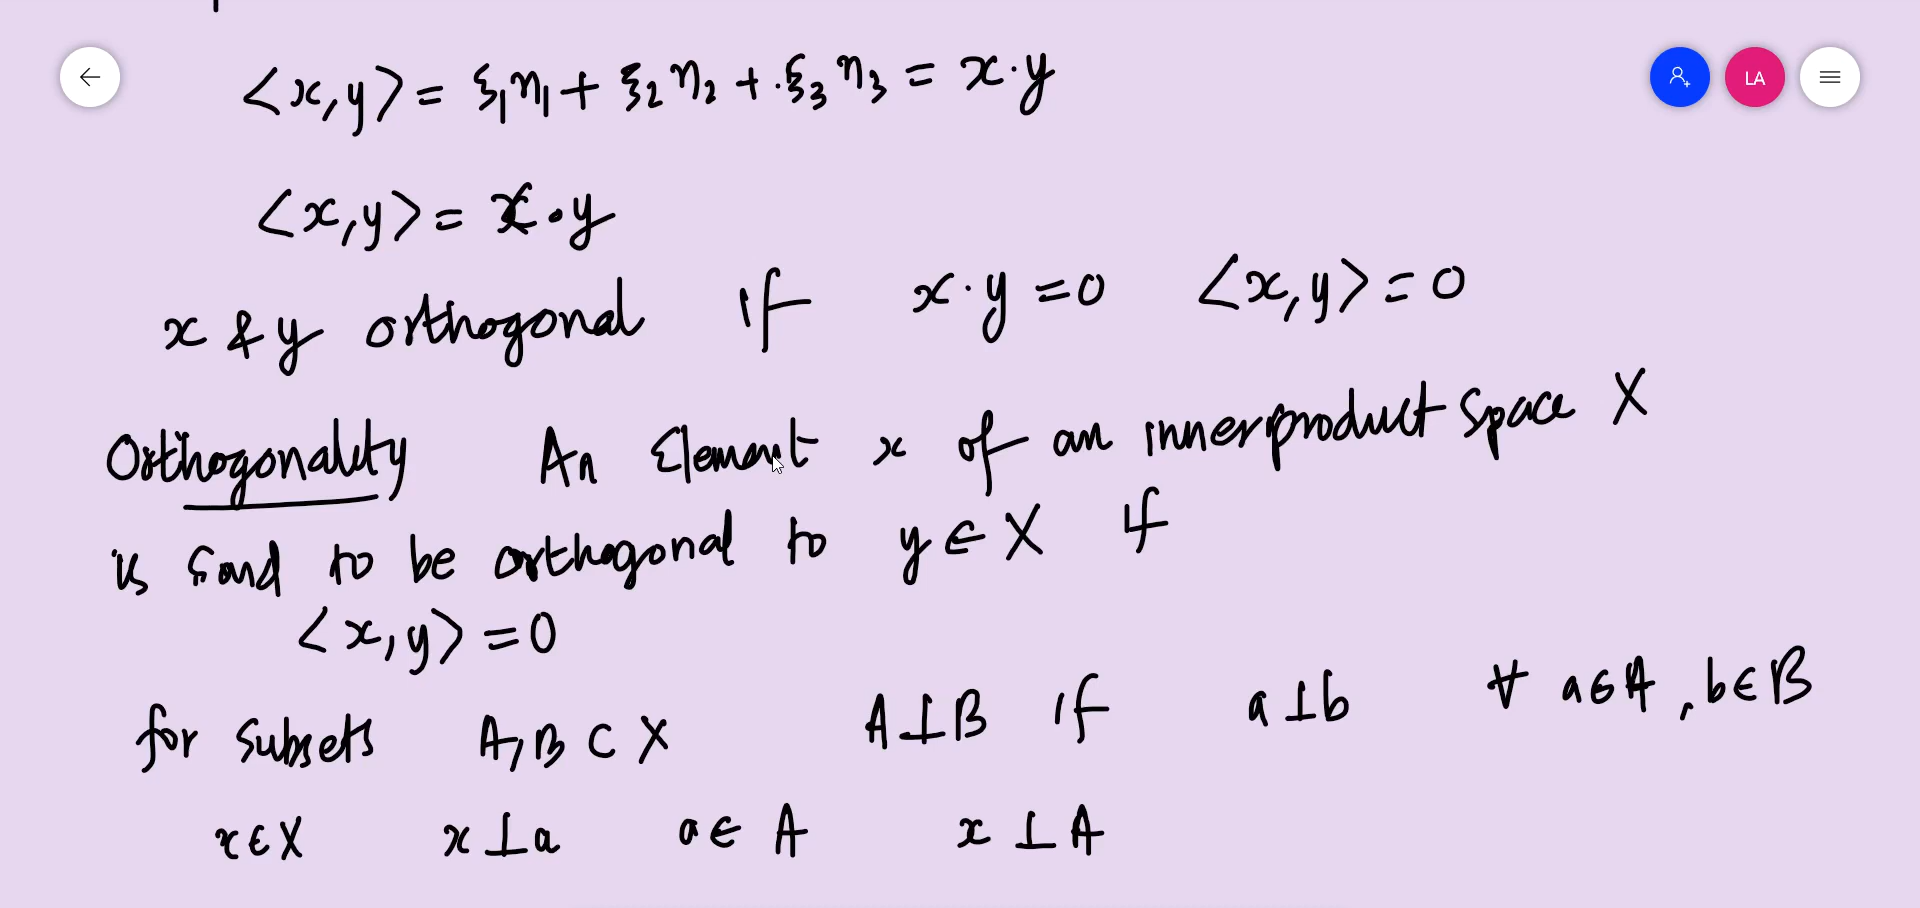 <x,y> = ξ₁η₁ + ξ₂η₂ + ξ₃η₃ = x·y
LA
<x,y> = x·y
x & y orthogonal if x·y = 0 <x,y> = 0
Orthogonality An Element x of an innerproduct space X
is said to be orthogonal to y ∈ X if
<x,y> = 0
for subsets A,B ⊂ X A⊥B if a⊥b ∀ a∈A, b∈B
x∈X x⊥a a∈A x⊥A